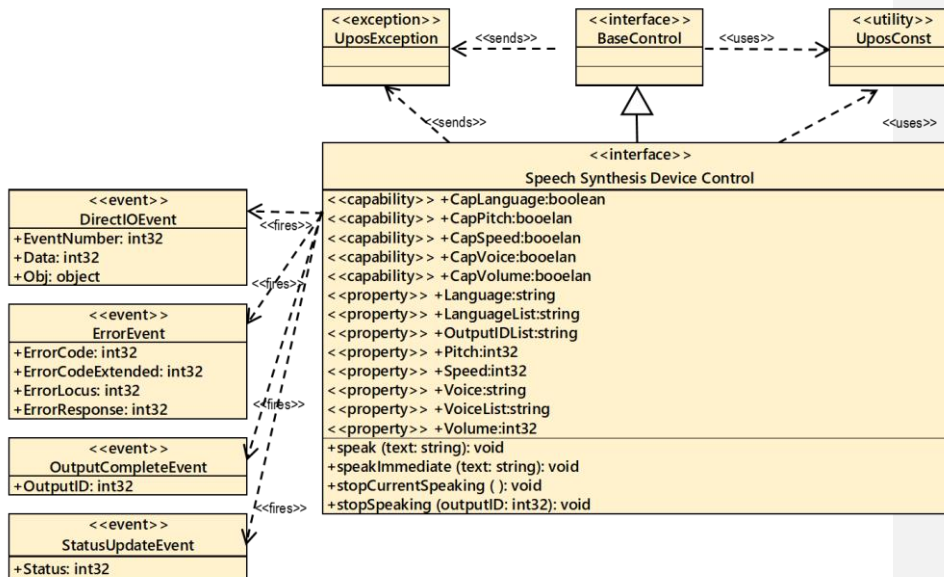 <<exception>>
UposException
<<sends>>
<<interface>>
BaseControl
<<uses>>
<<utility>>
UposConst
<<sends>>
<<uses>>
<<interface>>
Speech Synthesis Device Control
<<capability>> +CapLanguage:boolean
<<capability>> +CapPitch:booelan
<<capability>> +CapSpeed:booelan
<<capability>> +CapVoice:booelan
<<capability>> +CapVolume:booelan
<<property>> +Language:string
<<property>> +LanguageList:string
<<property>> +OutputIDList:string
<<property>> +Pitch:int32
<<property>> +Speed:int32
<<property>> +Voice:string
<<property>> +VoiceList:string
<<property>> +Volume:int32
+speak (text: string): void
+speakImmediate (text: string): void
+stopCurrentSpeaking ( ): void
+stopSpeaking (outputID: int32): void
<<event>>
DirectIOEvent
+EventNumber: int32
+Data: int32
+Obj: object
<<fires>>
<<event>>
ErrorEvent
+ErrorCode: int32
+ErrorCodeExtended: int32
+ErrorLocus: int32
+ErrorResponse: int32
<<fires>>
<<event>>
OutputCompleteEvent
+OutputID: int32
<<fires>>
<<event>>
StatusUpdateEvent
+Status: int32
<<fires>>